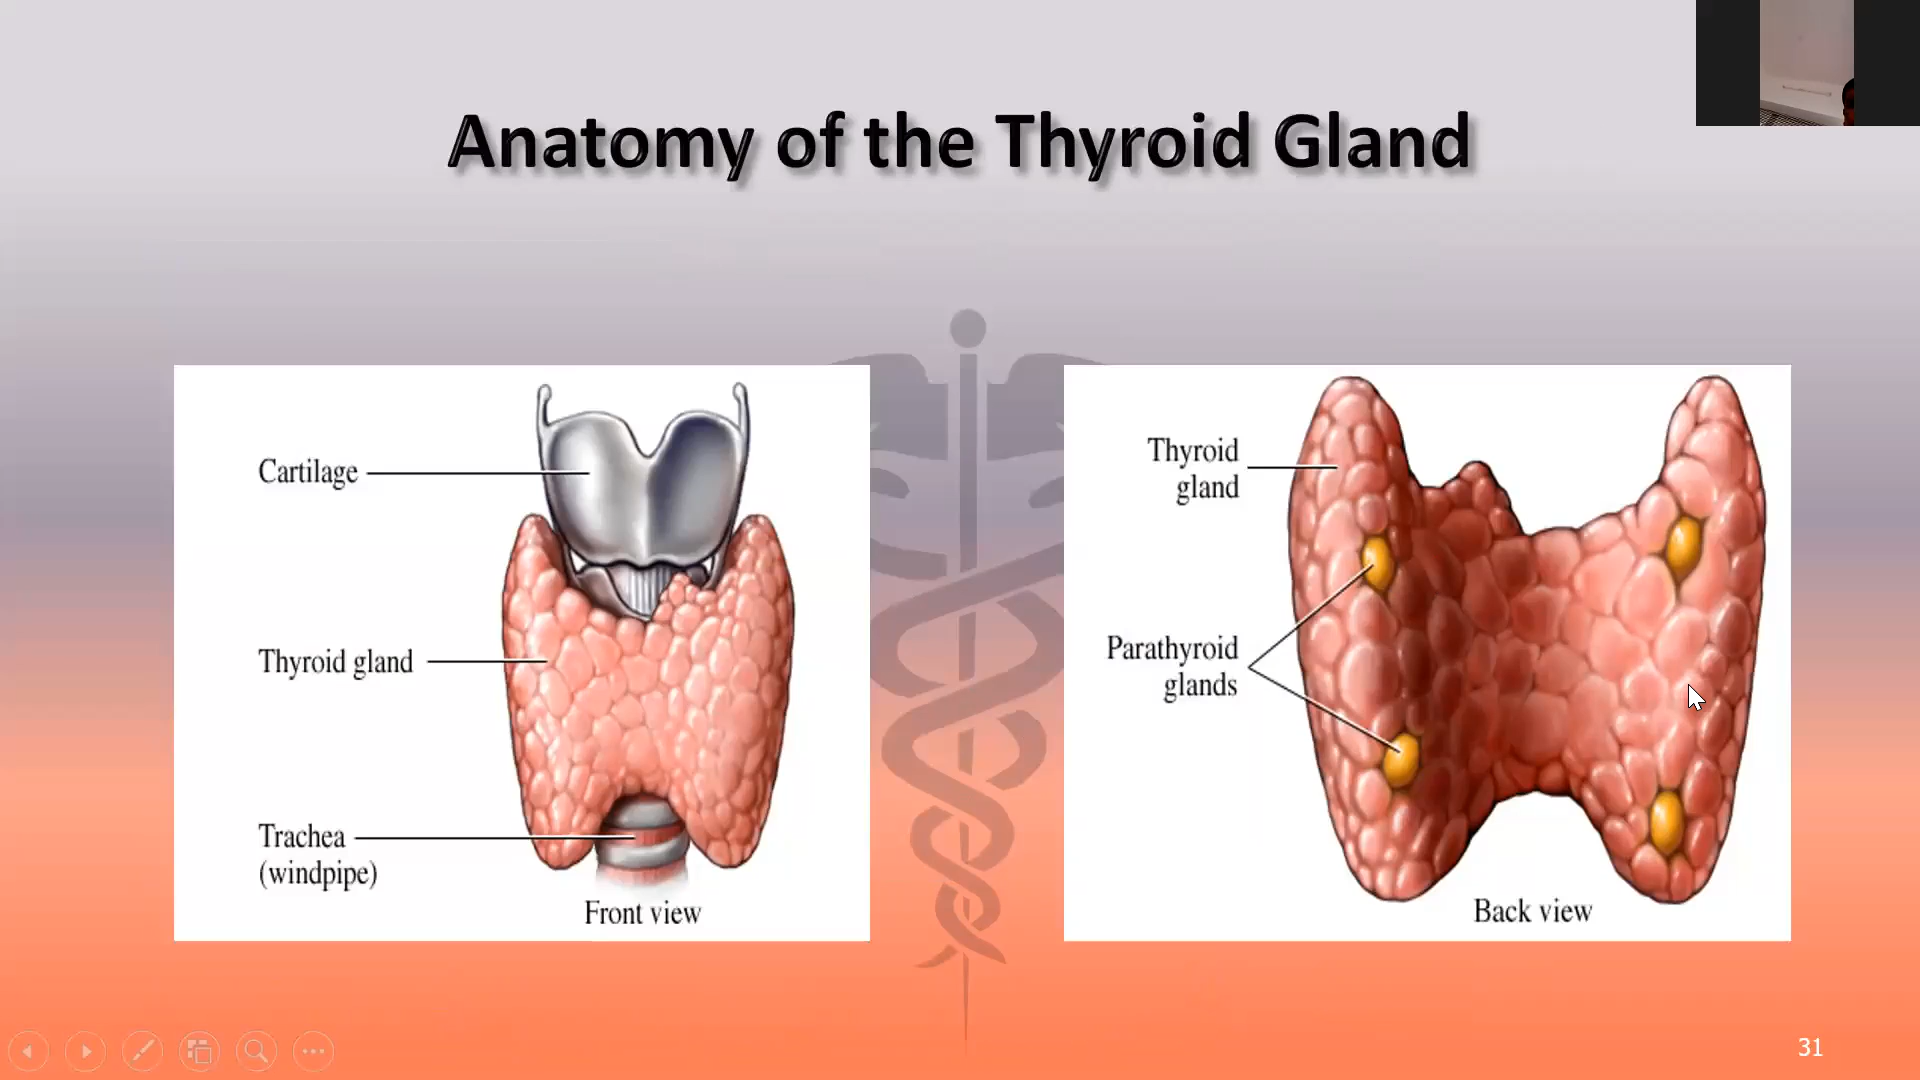 Anatomy of the Thyroid Gland
Cartilage
Thyroid gland
Trachea
(windpipe)
Front view
Thyroid
gland
Parathyroid
glands
Back view
31